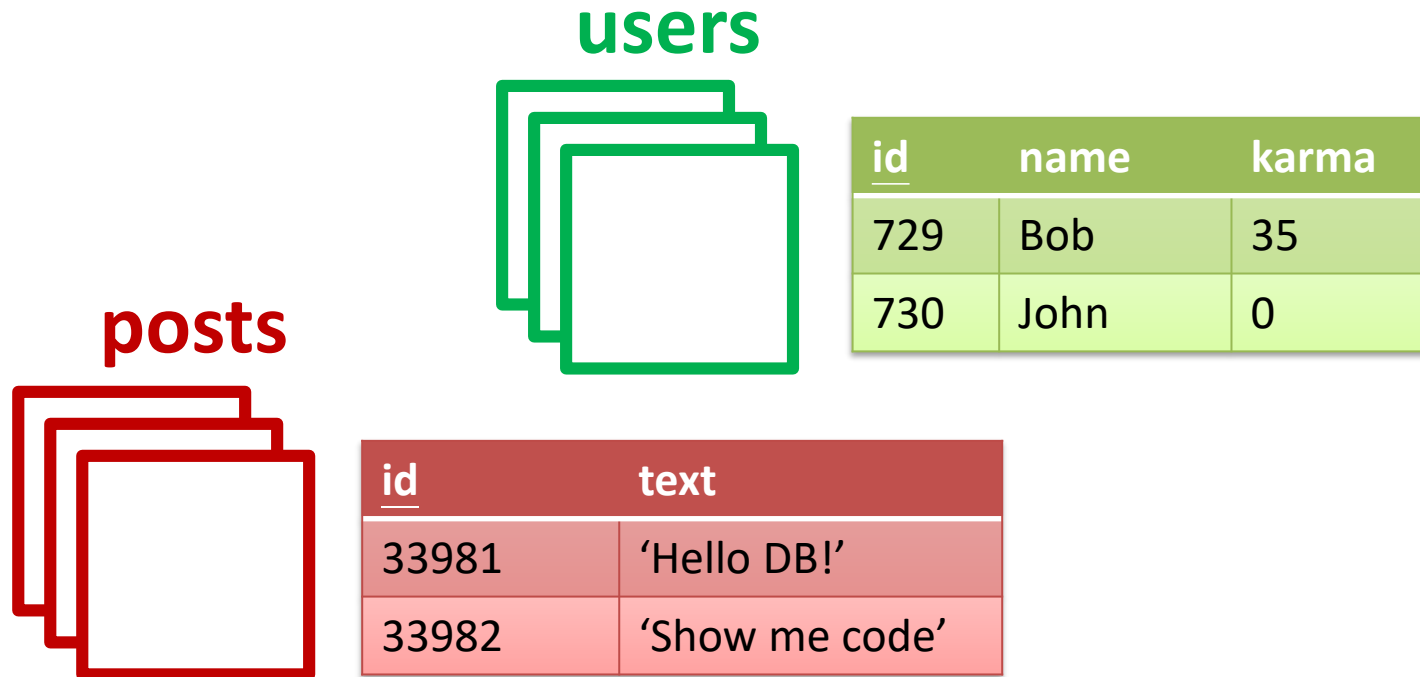 users
id name karma
729 Bob 35
730 John 0
posts
id text
33981 ‘Hello DB!’
33982 ‘Show me code’